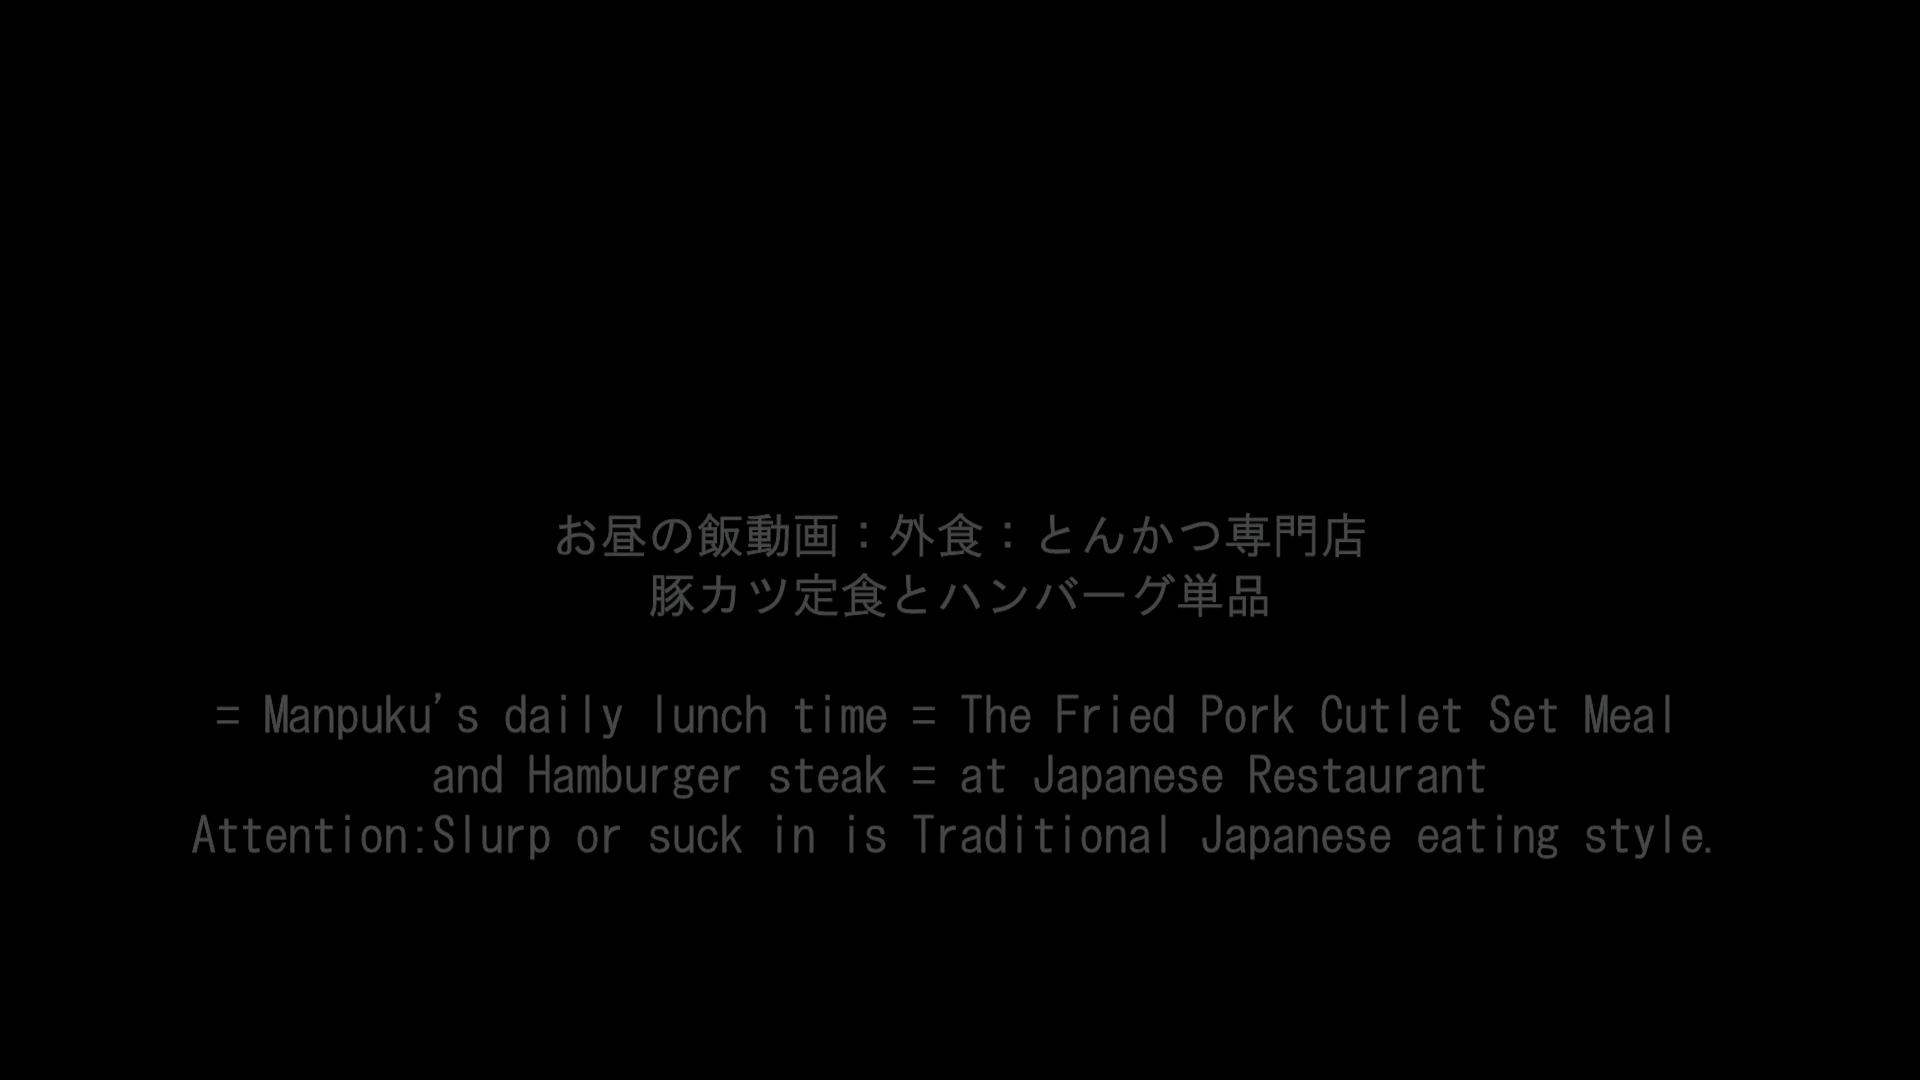 お昼の飯動画：外食：とんかつ専門店
豚カツ定食とハンバーグ単品
= Manpuku's daily lunch time = The Fried Pork Cutlet Set Meal
and Hamburger steak = at Japanese Restaurant
Attention:Slurp or suck in is Traditional Japanese eating style.